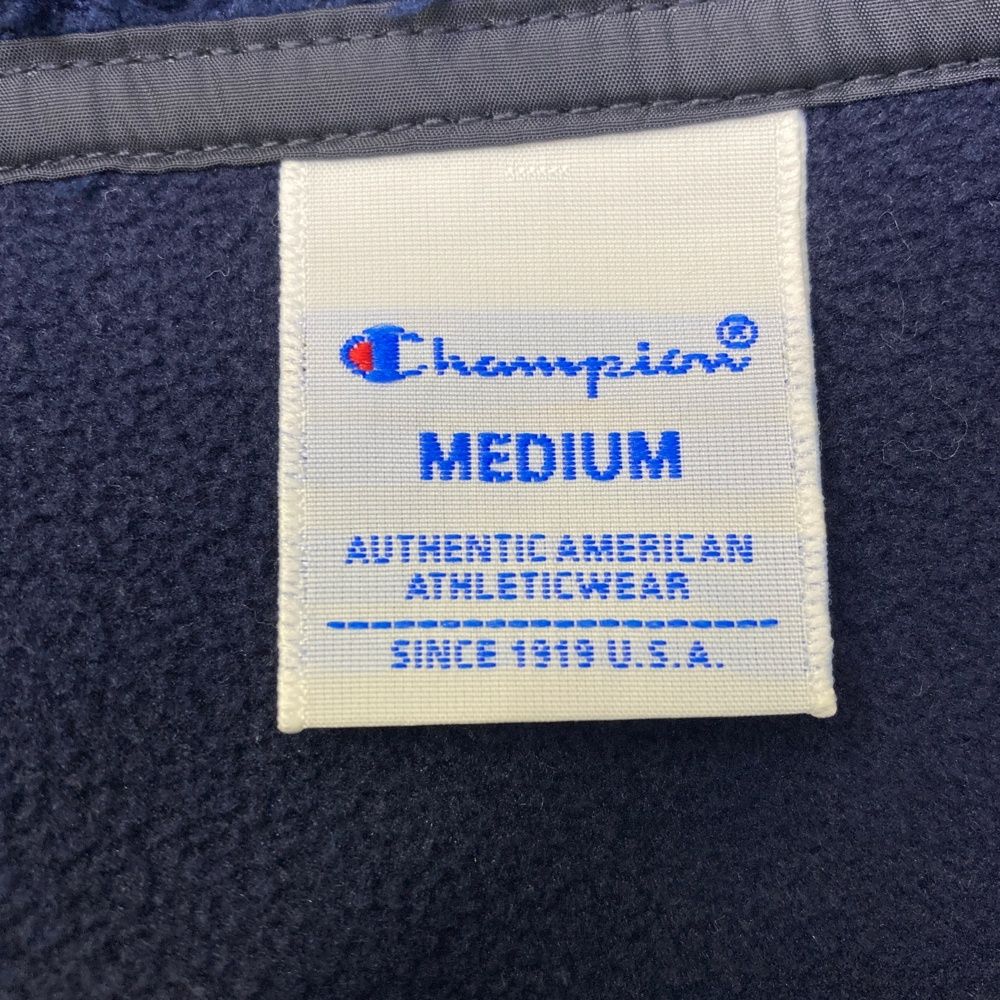 Champion®
MEDIUM
AUTHENTIC AMERICAN
ATHLETICWEAR
SINCE 1919 U.S.A.